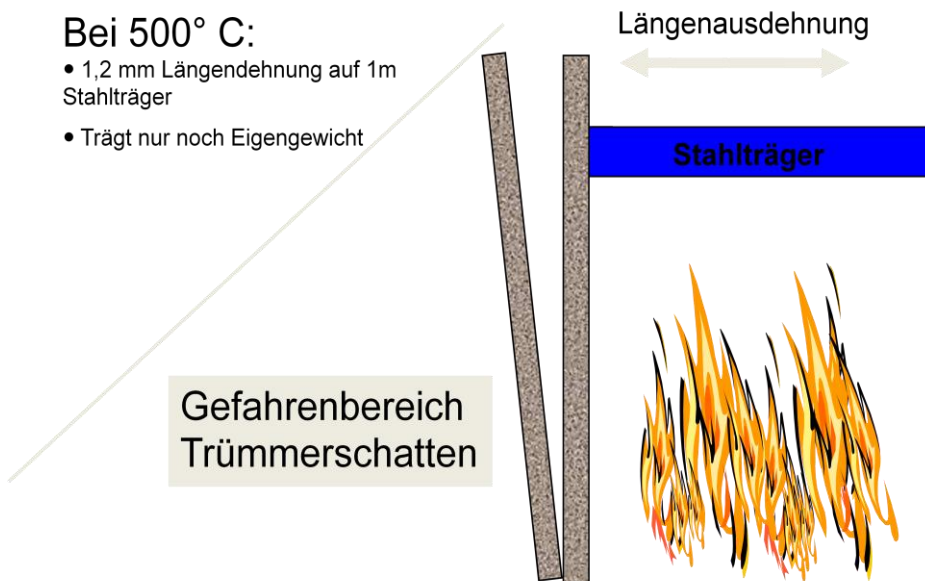 Bei 500° C:
• 1,2 mm Längendehnung auf 1m
Stahlträger
• Trägt nur noch Eigengewicht
Längenausdehnung
Stahlträger
Gefahrenbereich
Trümmerschatten